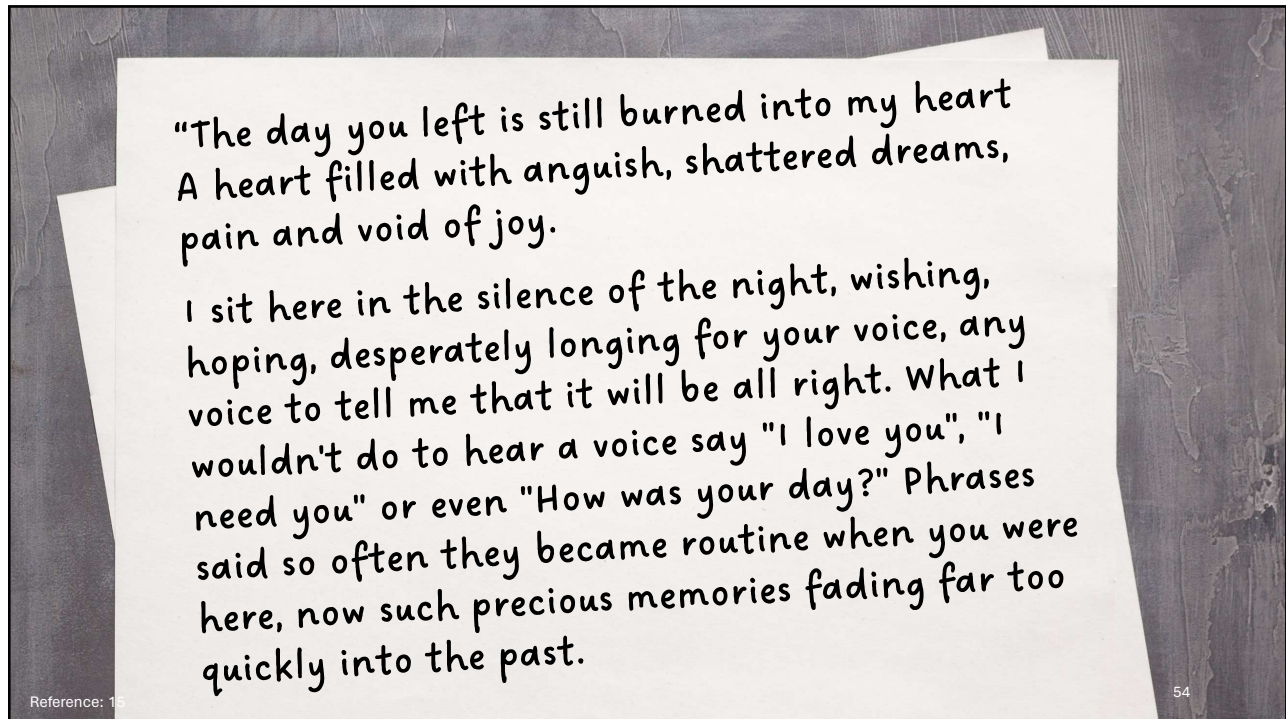 “The day you left is still burned into my heart
A heart filled with anguish, shattered dreams,
pain and void of joy.
I sit here in the silence of the night, wishing,
hoping, desperately longing for your voice, any
voice to tell me that it will be all right. What I
wouldn't do to hear a voice say "I love you", "I
need you" or even "How was your day?" Phrases
said so often they became routine when you were
here, now such precious memories fading far too
quickly into the past.
Reference: 15
54